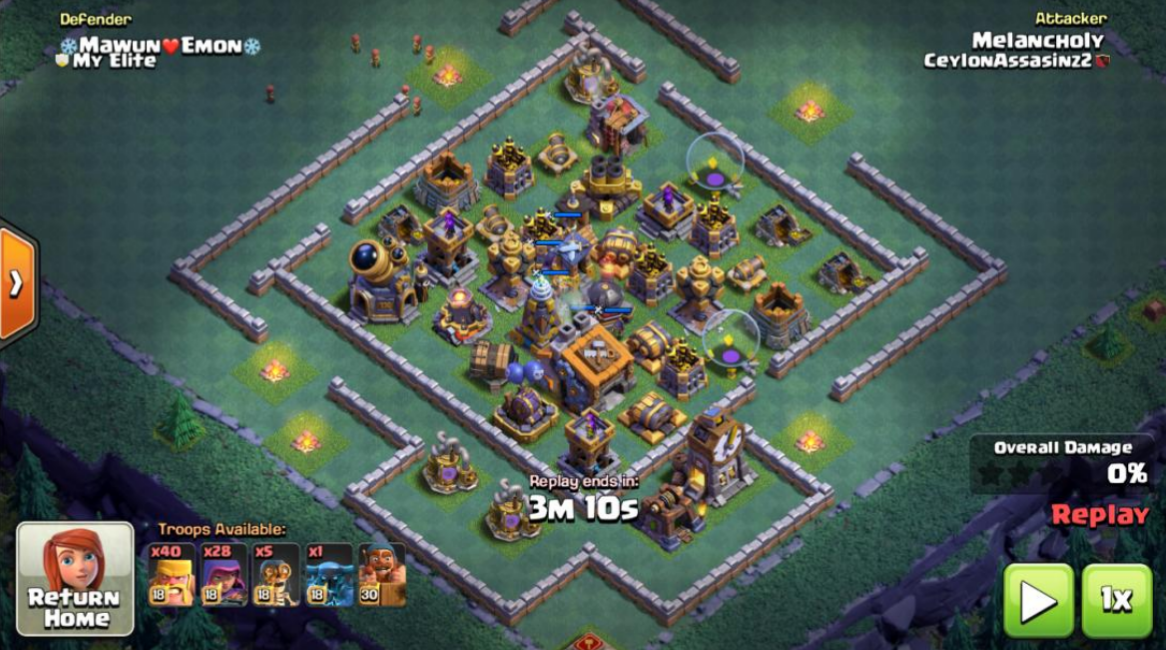 Defender
❄Mawun❤Emon❄
My Elite
Attacker
Melancholy
CeylonAssasinz2
Overall Damage
0%
Replay
Replay ends in:
3m 10s
Troops Available:
x40
x28
x5
x1
18
18
18
18
30
Return
Home
1x